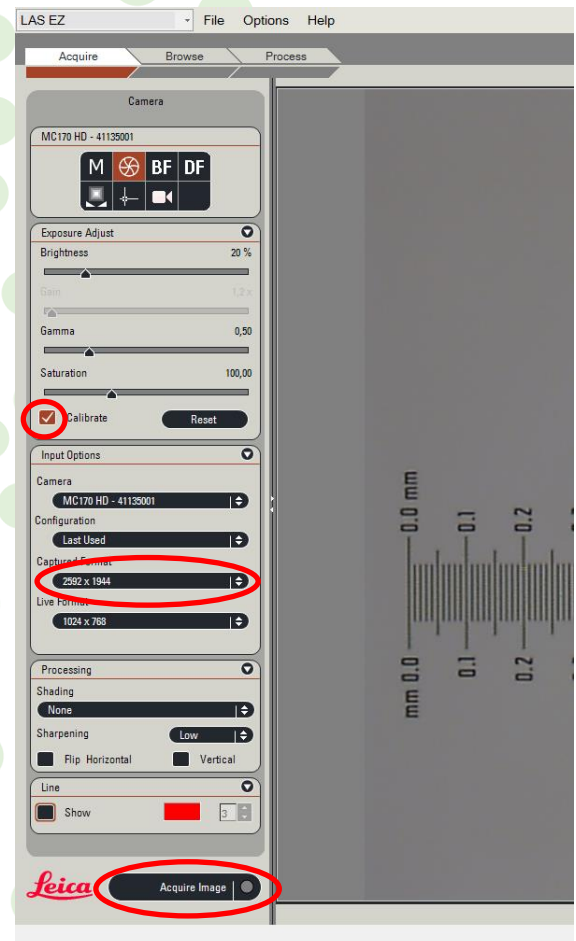 LAS EZ File Options Help
Acquire Browse Process
Camera
MC170 HD - 41135001
M BF DF
Exposure Adjust
Brightness 20 %
Gain 1,2 x
Gamma 0,50
Saturation 100,00
Calibrate Reset
Input Options
Camera
MC170 HD - 41135001
Configuration
Last Used
Captured Format
2592 x 1944
Live Format
1024 x 768
Processing
Shading
None
Sharpening Low
Flip Horizontal Vertical
Line
Show 3
Leica Acquire Image
0.0 mm 0.1 0.2
mm 0.0 0.1 0.2